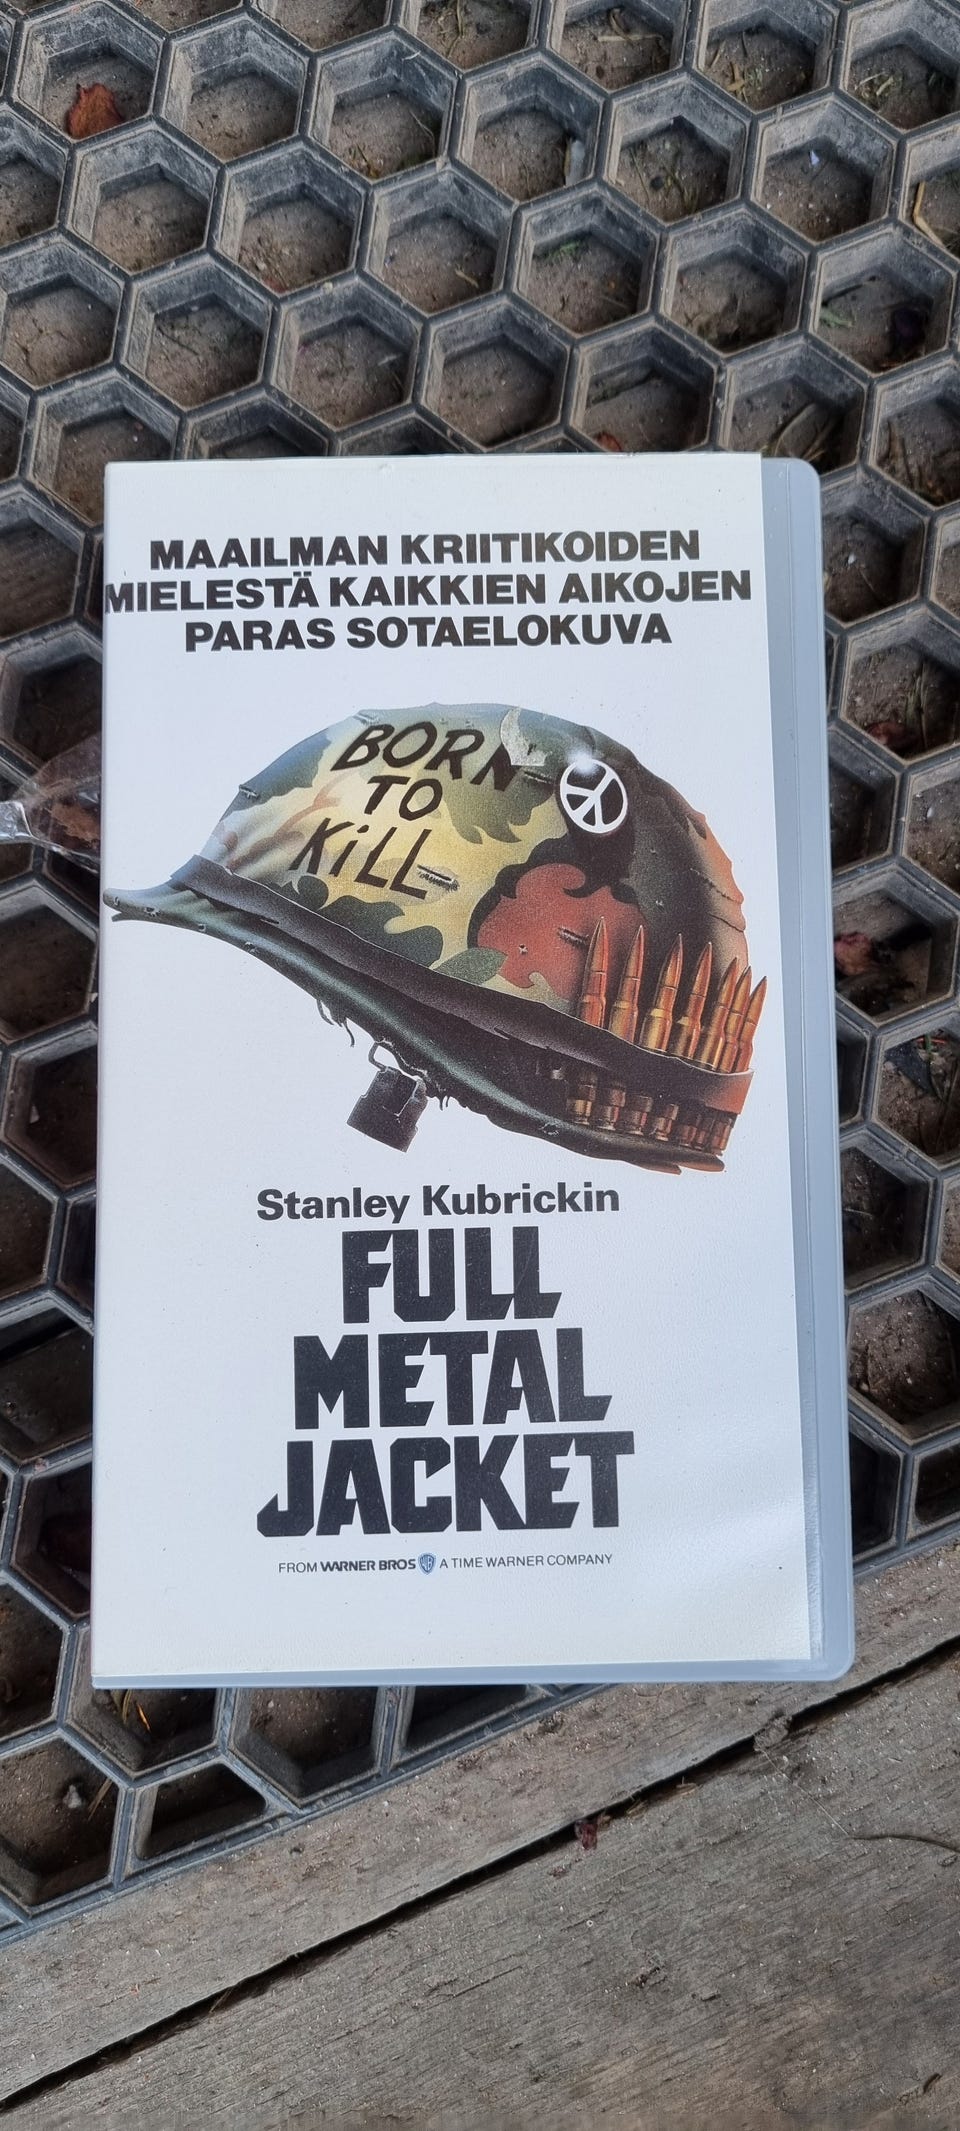 MAAILMAN KRIITIKOIDEN
MIELESTÄ KAIKKIEN AIKOJEN
PARAS SOTAELOKUVA
BORN
TO
KiLL
Stanley Kubrickin
FULL
METAL
JACKET
FROM WARNER BROS WB A TIME WARNER COMPANY